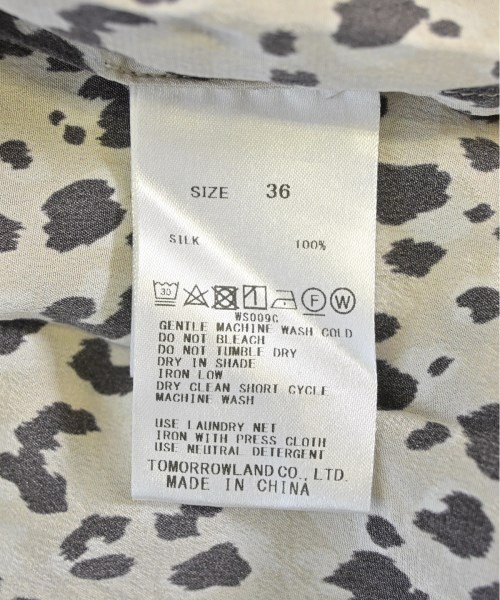 SIZE 36
SILK 100%
30 F W
WS009G
GENTLE MACHINE WASH COLD
DO NOT BLEACH
DO NOT TUMBLE DRY
DRY IN SHADE
IRON LOW
DRY CLEAN SHORT CYCLE
MACHINE WASH
USE LAUNDRY NET
IRON WITH PRESS CLOTH
USE NEUTRAL DETERGENT
TOMORROWLAND CO., LTD.
MADE IN CHINA